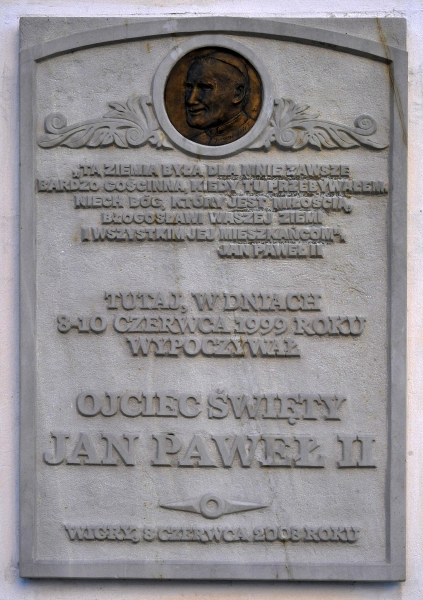 „TA ZIEMIA BYŁA DLA MNIE ZAWSZE
BARDZO GOŚCINNA, KIEDY TU PRZEBYWAŁEM.
NIECH BÓG, KTÓRY JEST MIŁOŚCIĄ,
BŁOGOSŁAWI WASZEJ ZIEMI
I WSZYSTKIM JEJ MIESZKAŃCOM”.
JAN PAWEŁ II
TUTAJ, W DNIACH
8-10 CZERWCA 1999 ROKU
WYPOCZYWAŁ
OJCIEC ŚWIĘTY
JAN PAWEŁ II
WIGRY, 8 CZERWCA 2008 ROKU